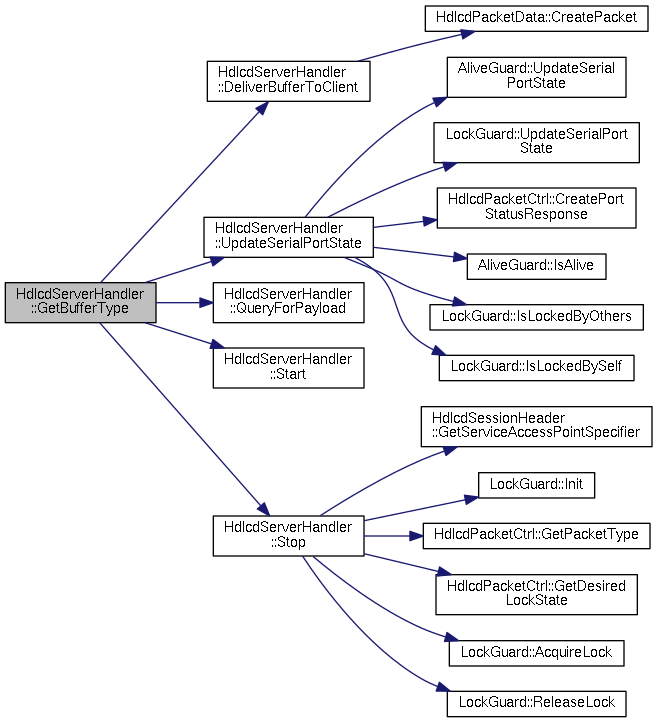 HdlcdServerHandler
::GetBufferType
HdlcdServerHandler
::DeliverBufferToClient
HdlcdPacketData::CreatePacket
HdlcdServerHandler
::UpdateSerialPortState
AliveGuard::UpdateSerial
PortState
LockGuard::UpdateSerialPort
State
HdlcdPacketCtrl::CreatePort
StatusResponse
AliveGuard::IsAlive
LockGuard::IsLockedByOthers
LockGuard::IsLockedBySelf
HdlcdServerHandler
::QueryForPayload
HdlcdServerHandler
::Start
HdlcdServerHandler
::Stop
HdlcdSessionHeader
::GetServiceAccessPointSpecifier
LockGuard::Init
HdlcdPacketCtrl::GetPacketType
HdlcdPacketCtrl::GetDesired
LockState
LockGuard::AcquireLock
LockGuard::ReleaseLock